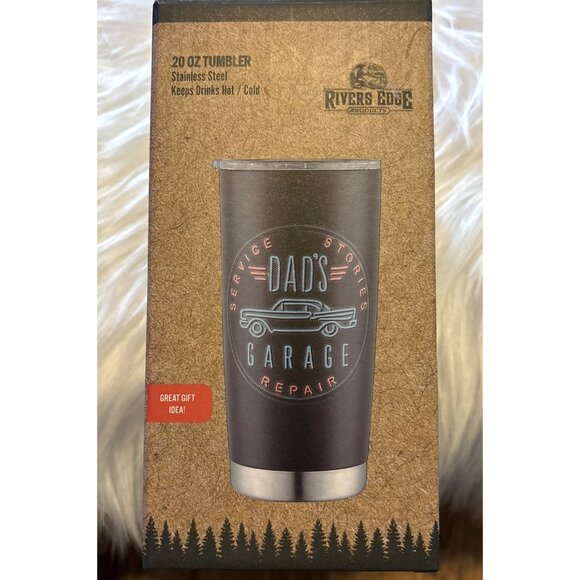 20 OZ TUMBLER
Stainless Steel
Keeps Drinks Hot / Cold
RIVERS EDGE
PRODUCTS
SERVICE STORIES
DAD'S
GARAGE
REPAIR
GREAT GIFT
IDEA!